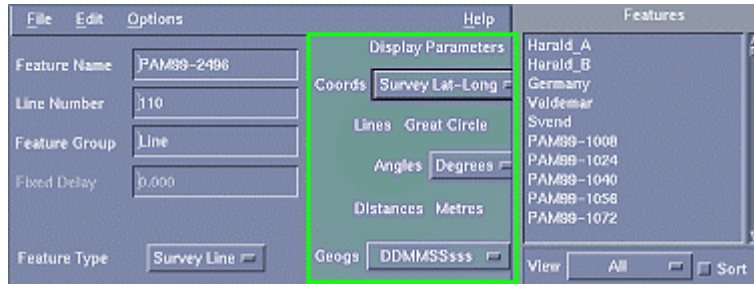 File Edit Options Help
Feature Name PAM99-2496
Line Number 110
Feature Group Line
Fixed Delay 0.000
Feature Type Survey Line
Display Parameters
Coords Survey Lat-Long
Lines Great Circle
Angles Degrees
Distances Metres
Geogs DDMMSSsss
Features
Harald_A
Harald_B
Germany
Valdemar
Svend
PAM99-1008
PAM99-1024
PAM99-1040
PAM99-1056
PAM99-1072
View All Sort